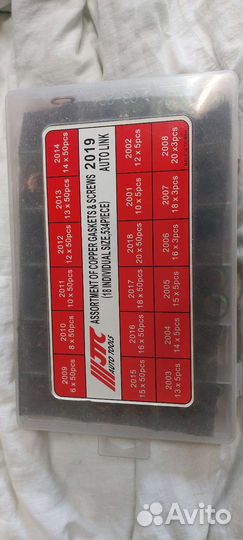 2009 2010 2011 2012 2013 2014
6 x 50pcs 8 x 50pcs 10 x 50pcs 12 x 50pcs 13 x 50pcs 14 x 50pcs
JTC
AUTO TOOLS
ASSORTMENT OF COPPER GASKETS & SCREWS 2019
(18 INDIVIDUAL SIZE,534PIECE) AUTO LINK
2015 2016 2017 2018 2001 2002
15 x 50pcs 16 x 50pcs 18 x 50pcs 20 x 50pcs 10 x 5pcs 12 x 5pcs
2003 2004 2005 2006 2007 2008
13 x 5pcs 14 x 5pcs 15 x 5pcs 16 x 3pcs 18 x 3pcs 20 x3pcs
Avito